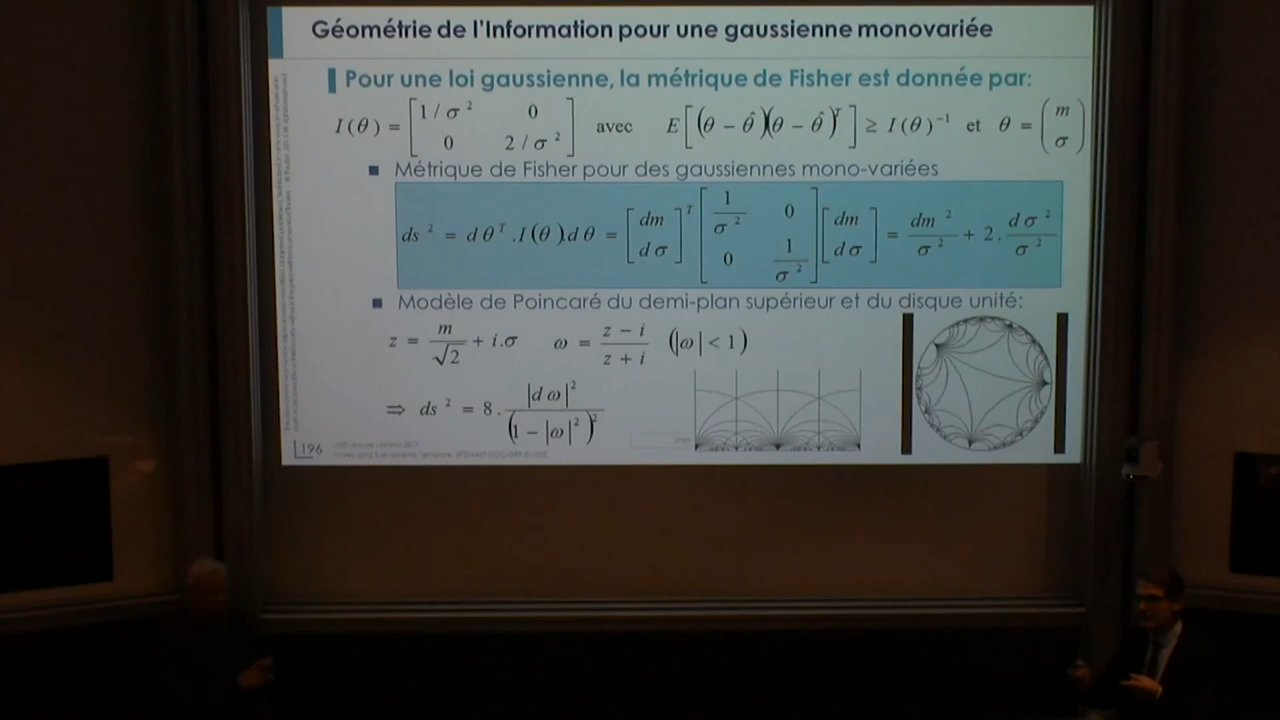 Géométrie de l'Information pour une gaussienne monovariée
Pour une loi gaussienne, la métrique de Fisher est donnée par:
I(θ) = [1/σ² 0; 0 2/σ²] avec E[(θ − θ̂)(θ − θ̂)ᵀ] ≥ I(θ)⁻¹ et θ = (m; σ)
Métrique de Fisher pour des gaussiennes mono-variées
ds² = dθᵀ.I(θ).dθ = [dm; dσ]ᵀ [1/σ² 0; 0 1/σ²] [dm; dσ] = dm²/σ² + 2.dσ²/σ²
Modèle de Poincaré du demi-plan supérieur et du disque unité:
z = m/√2 + i.σ ω = (z − i)/(z + i) (|ω| < 1)
⇒ ds² = 8.|dω|²/(1 − |ω|²)²
196